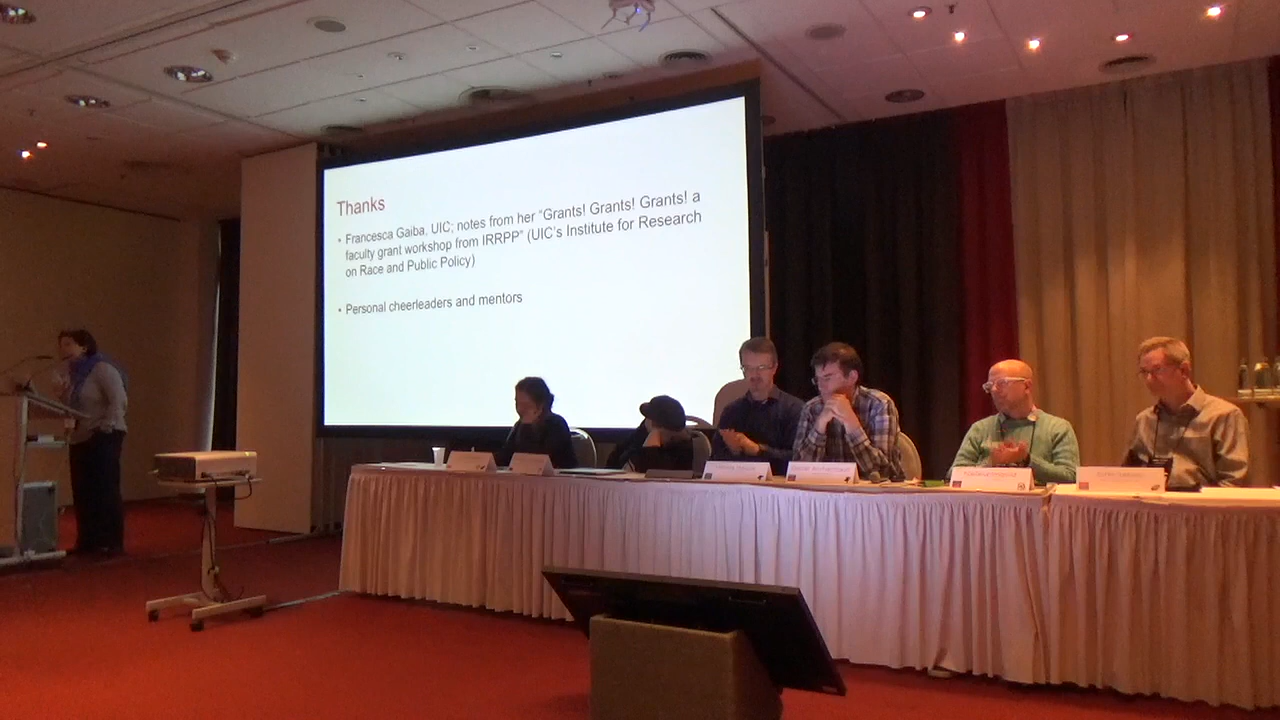 Thanks
• Francesca Gaiba, UIC; notes from her “Grants! Grants! Grants! a
faculty grant workshop from IRRPP” (UIC’s Institute for Research
on Race and Public Policy)
• Personal cheerleaders and mentors